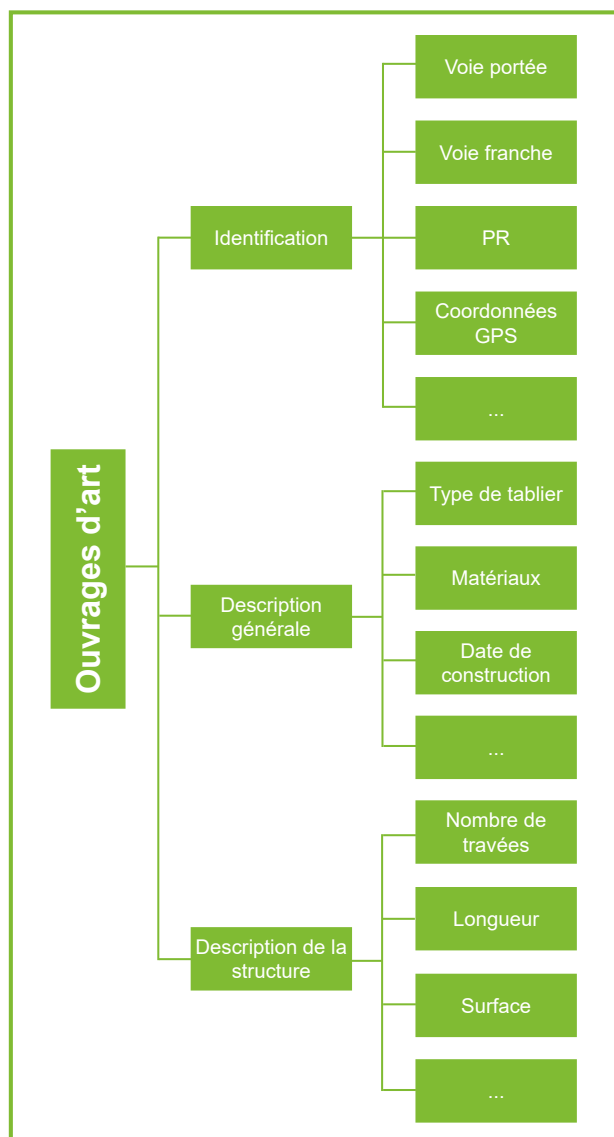 Ouvrages d’art
Identification
Voie portée
Voie franche
PR
Coordonnées
GPS
...
Description
générale
Type de tablier
Matériaux
Date de
construction
...
Description de la
structure
Nombre de
travées
Longueur
Surface
...